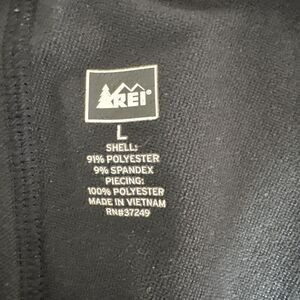 REI®
L
SHELL:
91% POLYESTER
9% SPANDEX
PIECING:
100% POLYESTER
MADE IN VIETNAM
RN#37249